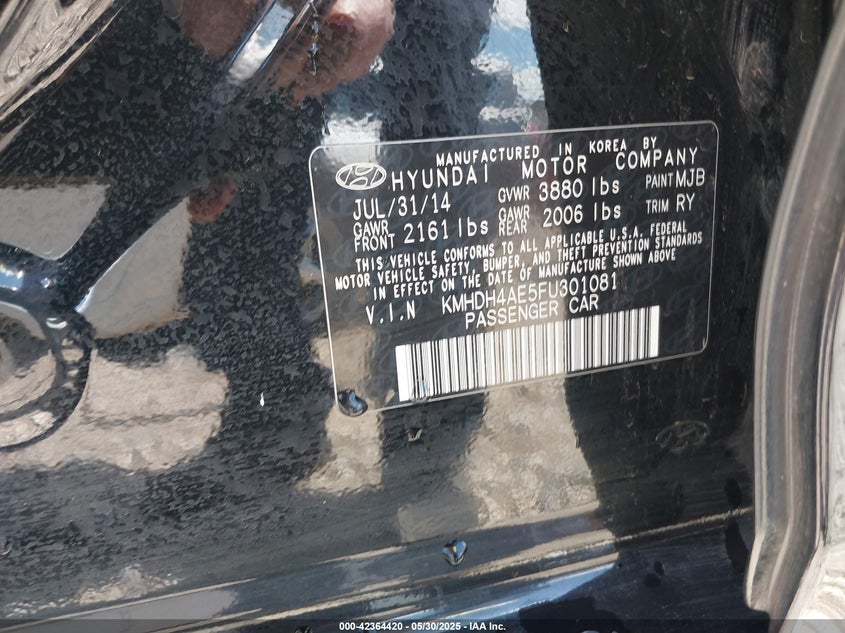 MANUFACTURED IN KOREA BY
HYUNDAI MOTOR COMPANY
JUL/31/14 GVWR 3880 lbs PAINT MJB
GAWR FRONT 2161 lbs GAWR REAR 2006 lbs TRIM RY
THIS VEHICLE CONFORMS TO ALL APPLICABLE U.S.A. FEDERAL
MOTOR VEHICLE SAFETY, BUMPER, AND THEFT PREVENTION STANDARDS
IN EFFECT ON THE DATE OF MANUFACTURE SHOWN ABOVE
V.I.N KMHDH4AE5FU301081
PASSENGER CAR
000-42364420 - 05/30/2025 - IAA Inc.